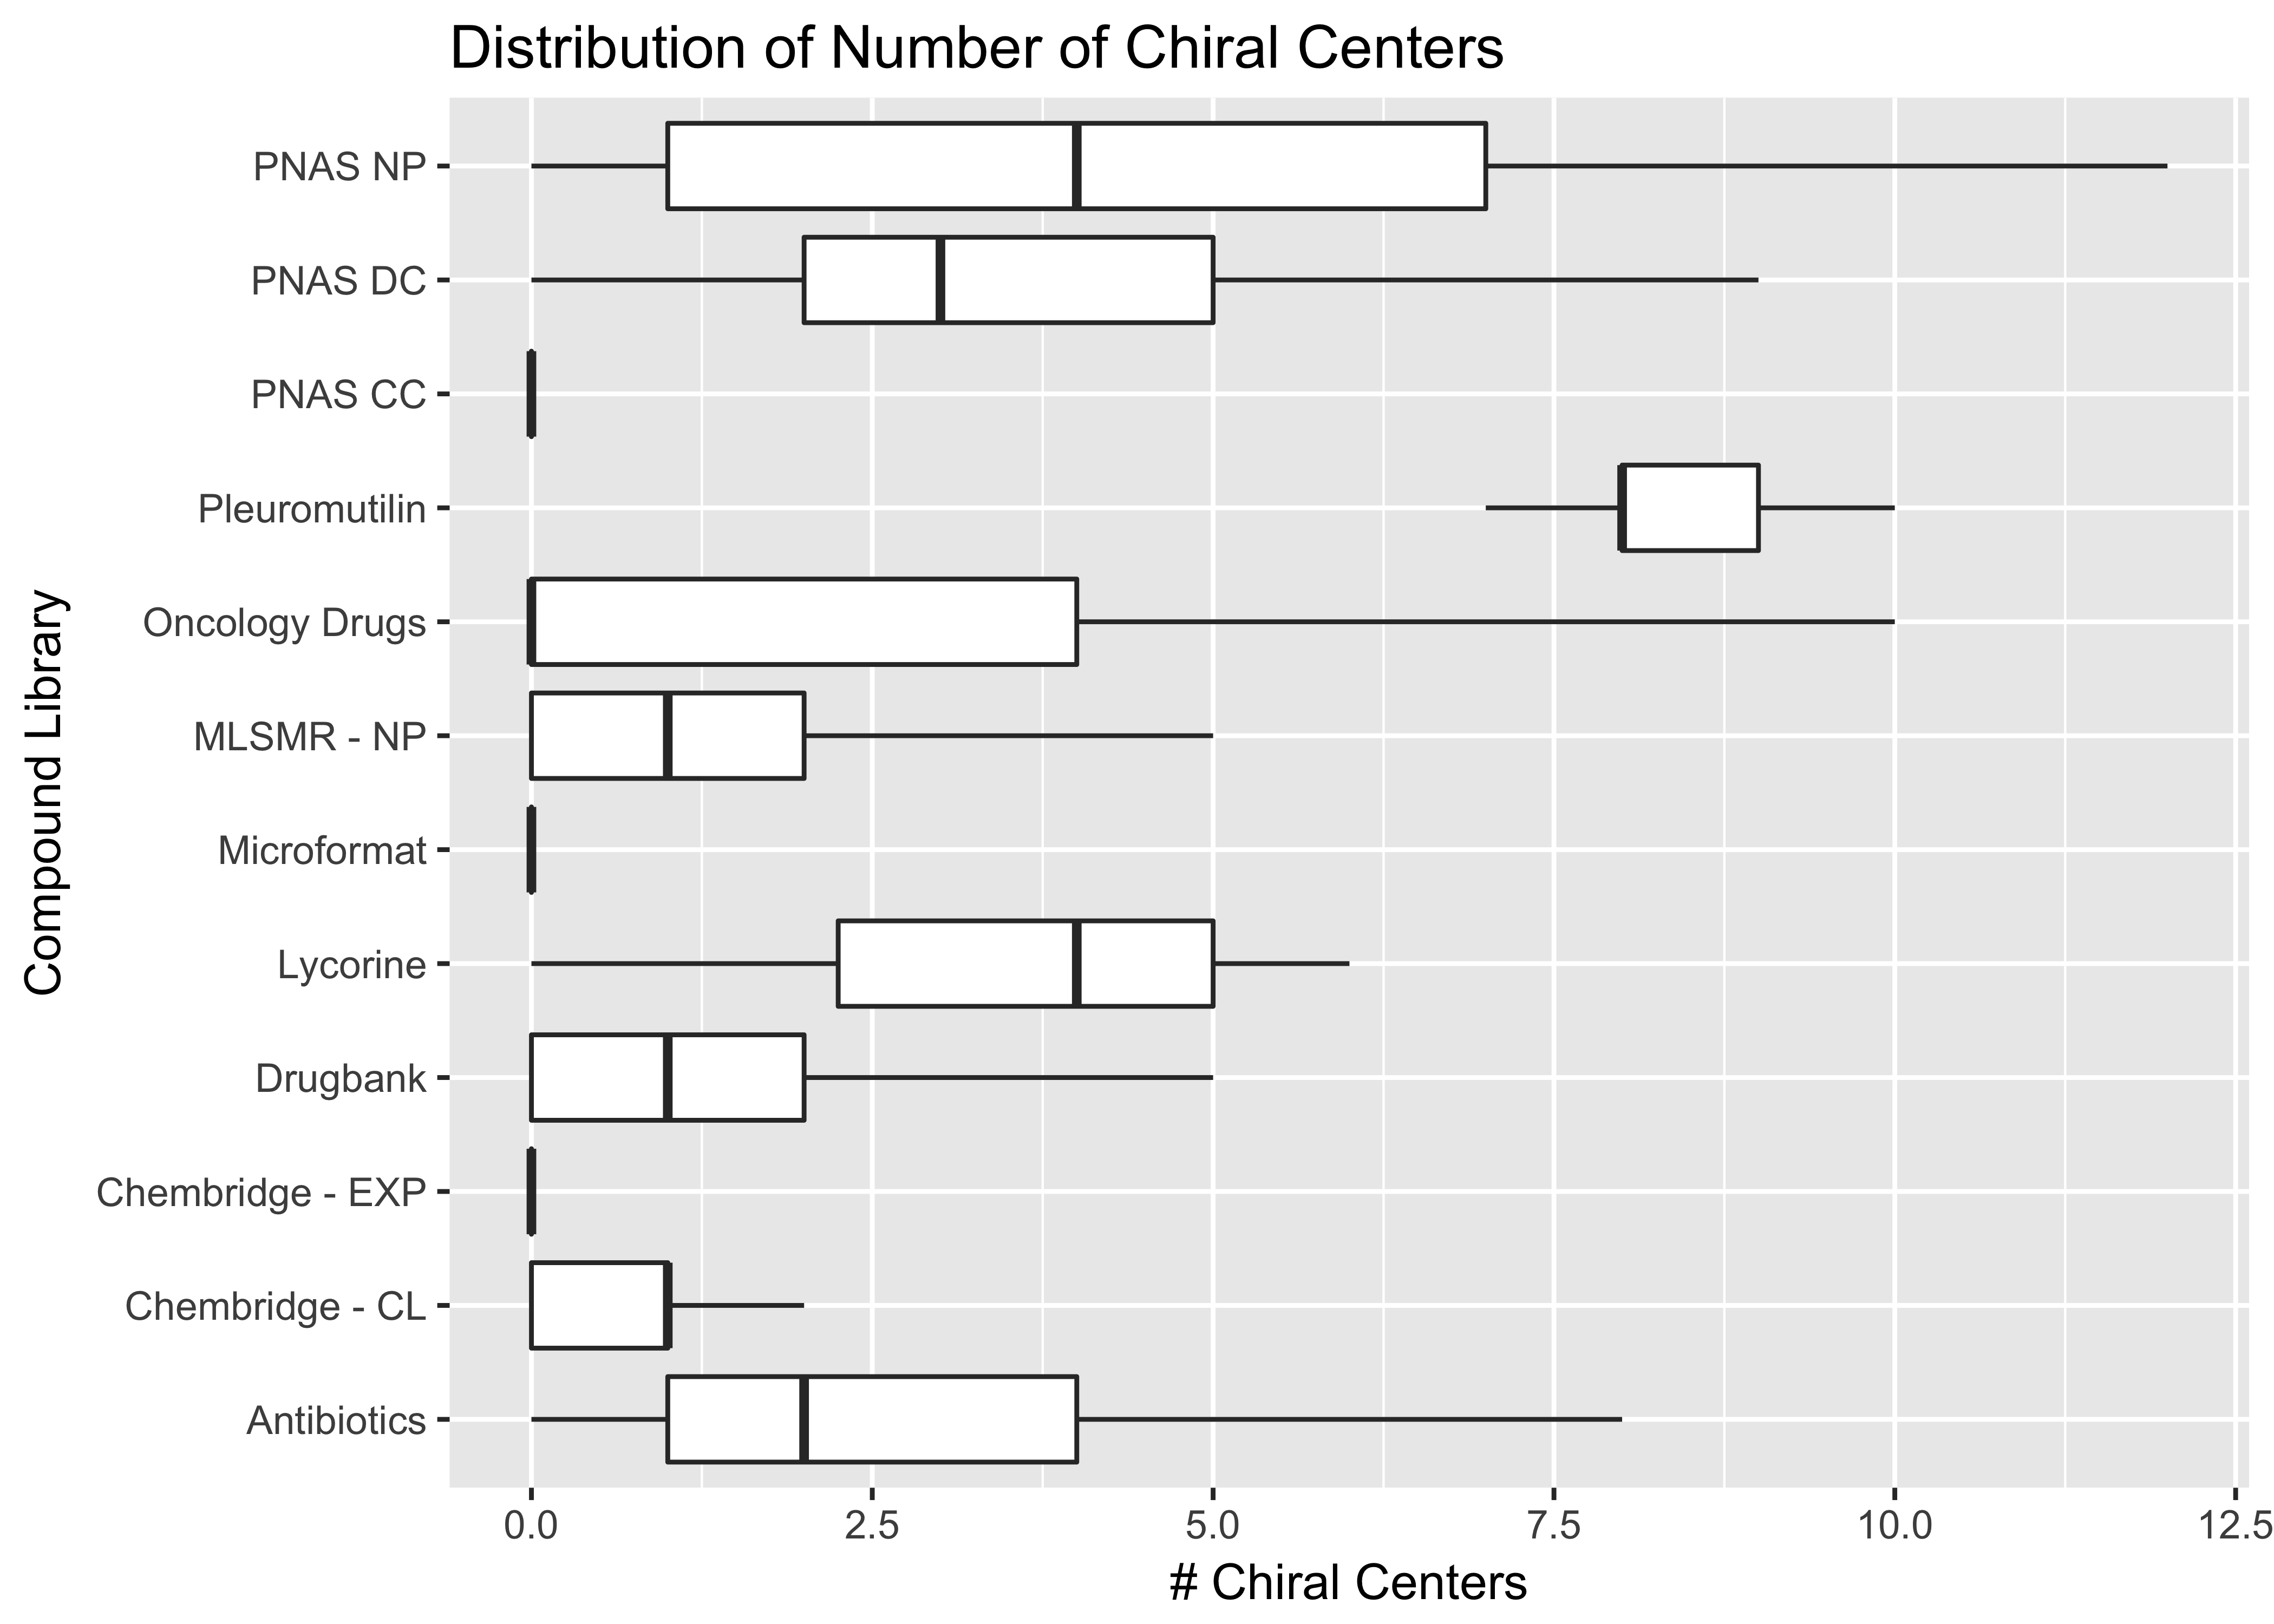 Distribution of Number of Chiral Centers
PNAS NP
PNAS DC
PNAS CC
Pleuromutilin
Oncology Drugs
MLSMR - NP
Microformat
Lycorine
Drugbank
Chembridge - EXP
Chembridge - CL
Antibiotics
Compound Library
0.0 2.5 5.0 7.5 10.0 12.5
# Chiral Centers